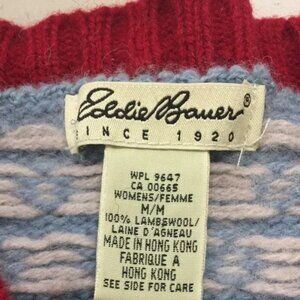 Eddie Bauer
SINCE 1920
WPL 9647
CA 00665
WOMENS/FEMME
M/M
100% LAMBSWOOL/
LAINE D'AGNEAU
MADE IN HONG KONG
FABRIQUE A
HONG KONG
SEE SIDE FOR CARE